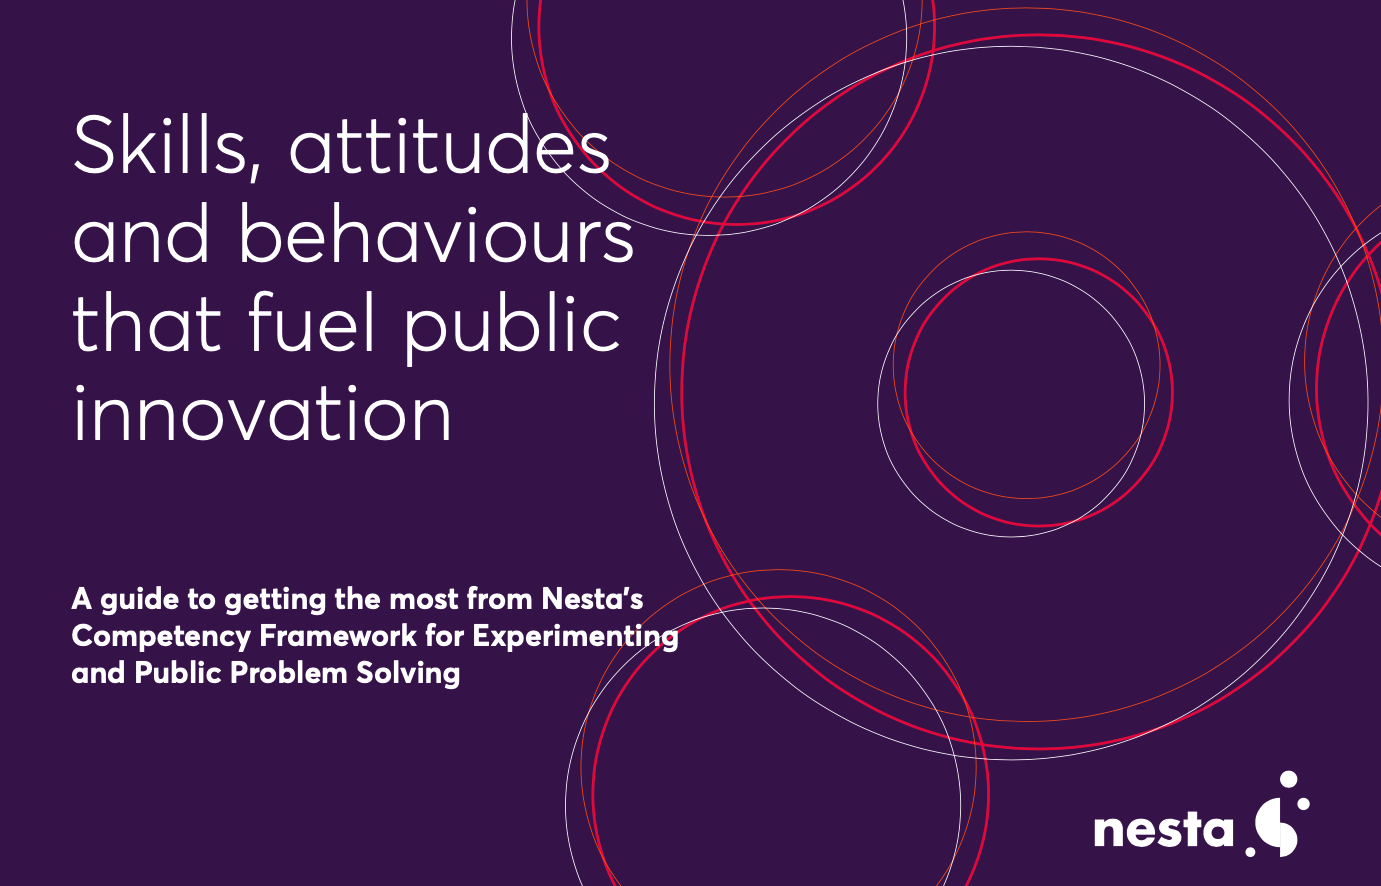 Skills, attitudes
and behaviours
that fuel public
innovation
A guide to getting the most from Nesta’s
Competency Framework for Experimenting
and Public Problem Solving
nesta